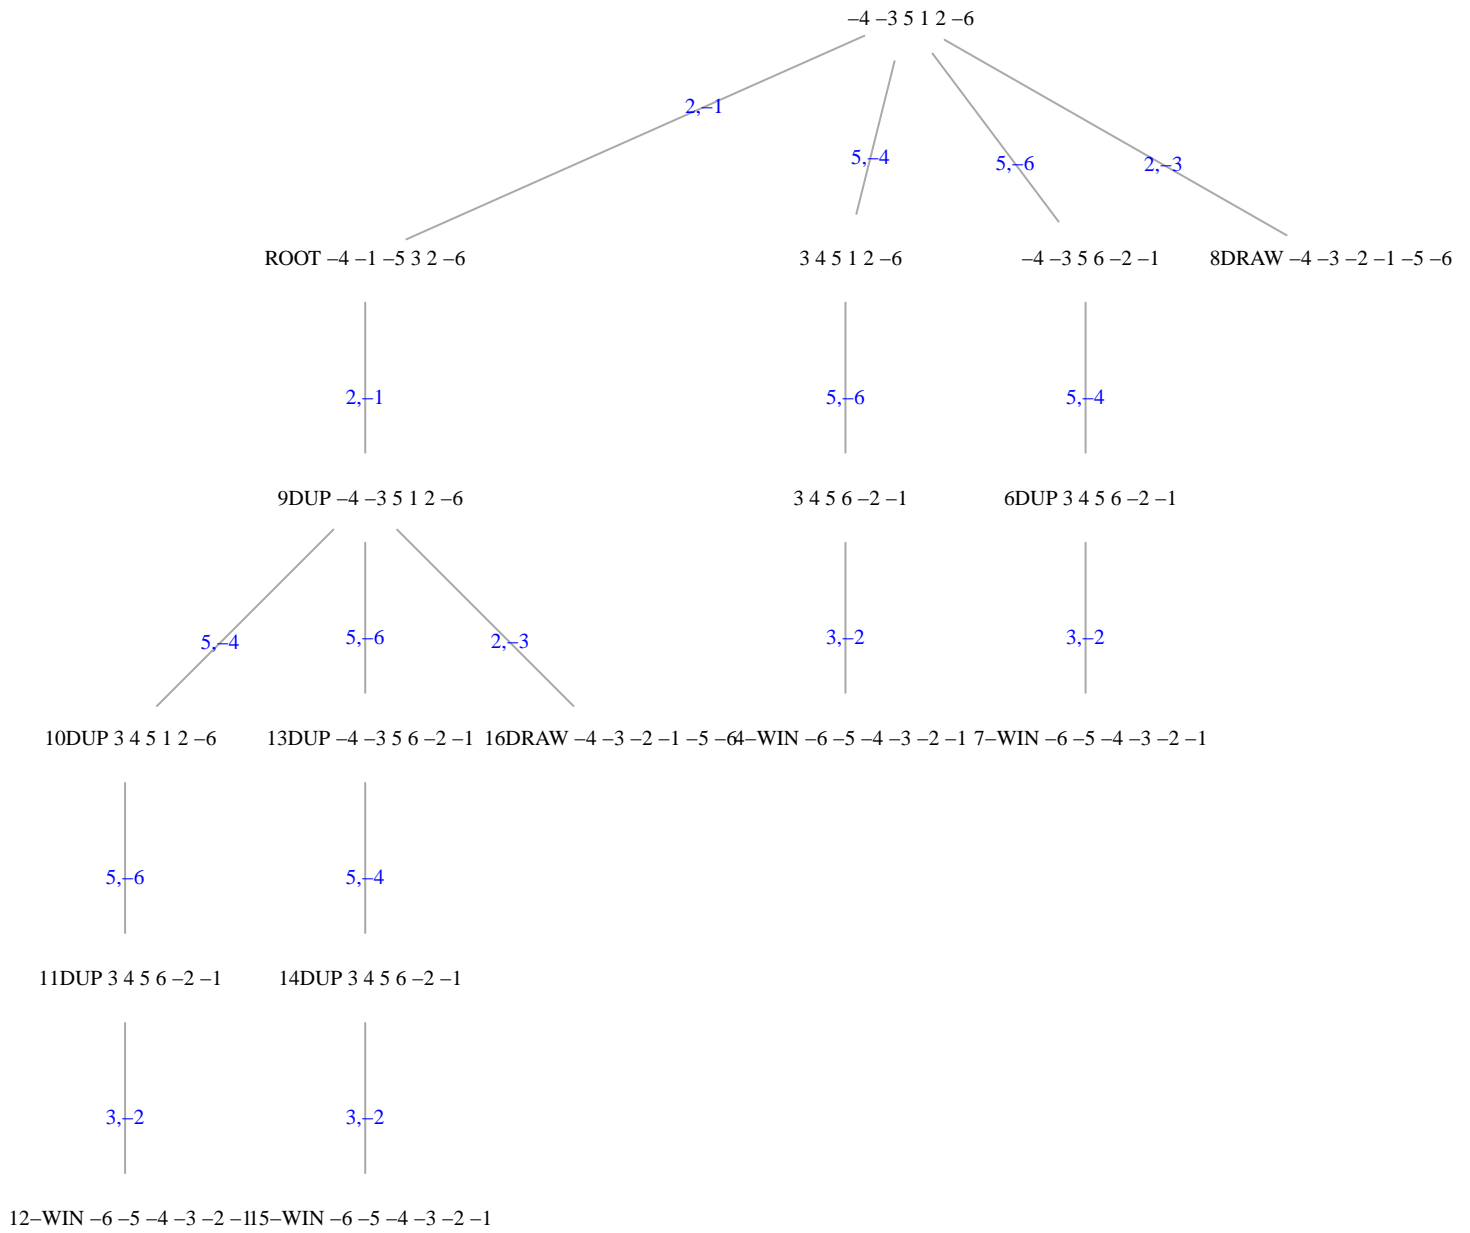 –4 –3 5 1 2 –6
2,–1
5,–4
5,–6
2,–3
ROOT –4 –1 –5 3 2 –6
3 4 5 1 2 –6
–4 –3 5 6 –2 –1
8DRAW –4 –3 –2 –1 –5 –6
2,–1
5,–6
5,–4
9DUP –4 –3 5 1 2 –6
3 4 5 6 –2 –1
6DUP 3 4 5 6 –2 –1
5,–4
5,–6
2,–3
3,–2
3,–2
10DUP 3 4 5 1 2 –6
13DUP –4 –3 5 6 –2 –1
16DRAW –4 –3 –2 –1 –5 –6
4–WIN –6 –5 –4 –3 –2 –1
7–WIN –6 –5 –4 –3 –2 –1
5,–6
5,–4
11DUP 3 4 5 6 –2 –1
14DUP 3 4 5 6 –2 –1
3,–2
3,–2
12–WIN –6 –5 –4 –3 –2 –1
15–WIN –6 –5 –4 –3 –2 –1